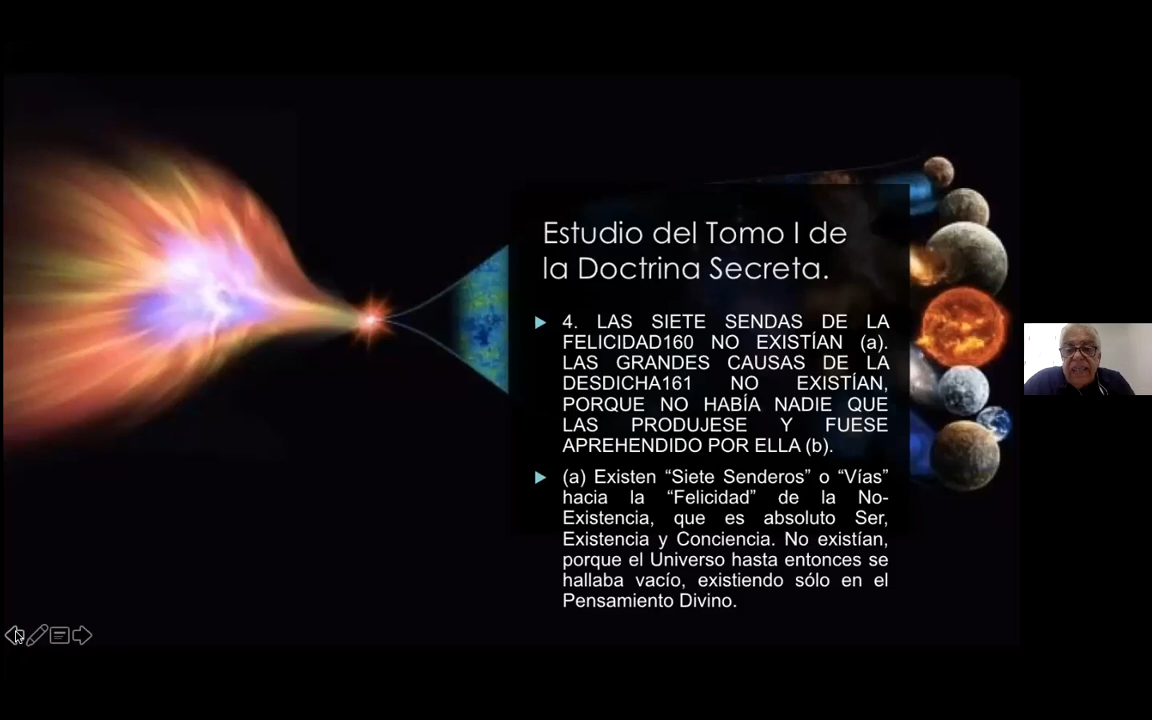 Estudio del Tomo I de
la Doctrina Secreta.
4. LAS SIETE SENDAS DE LA
FELICIDAD160 NO EXISTÍAN (a).
LAS GRANDES CAUSAS DE LA
DESDICHA161 NO EXISTÍAN,
PORQUE NO HABÍA NADIE QUE
LAS PRODUJESE Y FUESE
APREHENDIDO POR ELLA (b).
(a) Existen “Siete Senderos” o “Vías”
hacia la “Felicidad” de la No-
Existencia, que es absoluto Ser,
Existencia y Conciencia. No existían,
porque el Universo hasta entonces se
hallaba vacío, existiendo sólo en el
Pensamiento Divino.